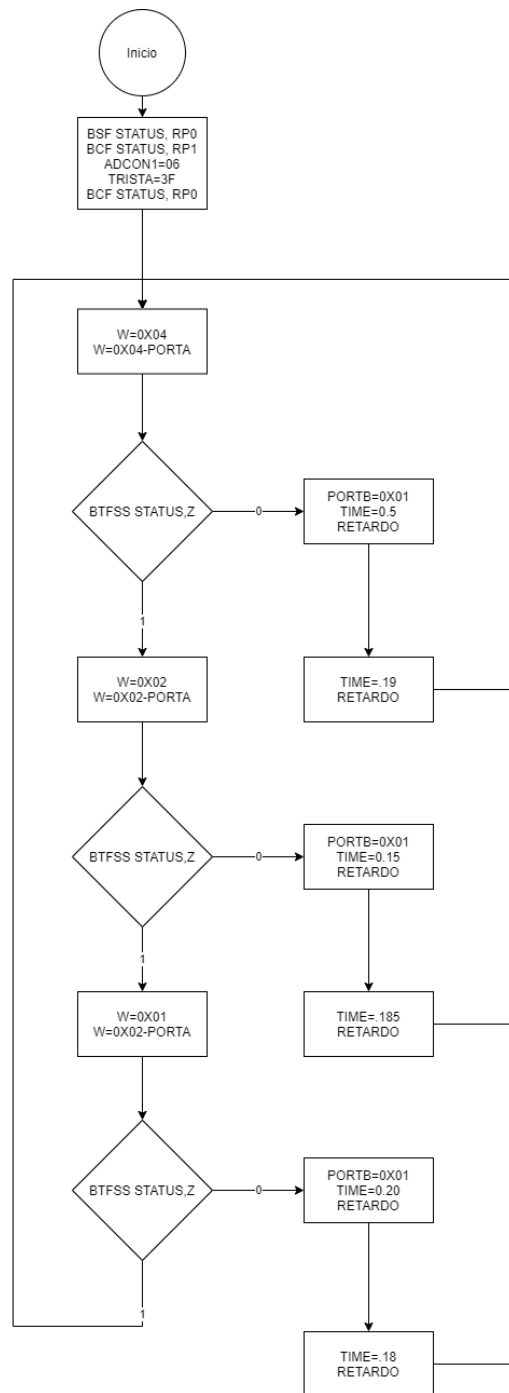 Inicio
BSF STATUS, RP0
BCF STATUS, RP1
ADCON1=06
TRISTA=3F
BCF STATUS, RP0
W=0X04
W=0X04-PORTA
BTFSS STATUS,Z
0
PORTB=0X01
TIME=0.5
RETARDO
1
W=0X02
W=0X02-PORTA
TIME=.19
RETARDO
BTFSS STATUS,Z
0
PORTB=0X01
TIME=0.15
RETARDO
1
W=0X01
W=0X02-PORTA
TIME=.185
RETARDO
BTFSS STATUS,Z
0
PORTB=0X01
TIME=0.20
RETARDO
1
TIME=.18
RETARDO